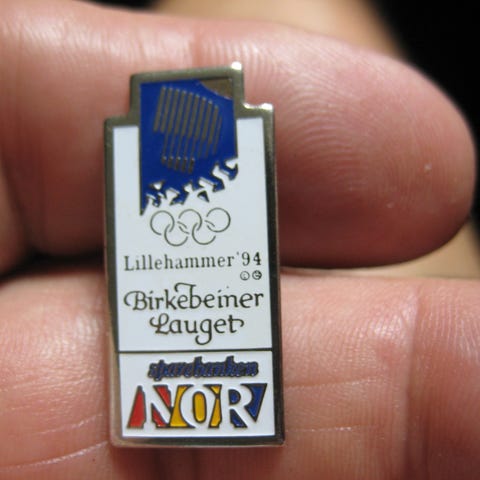 Lillehammer '94
© ®
Birkebeiner
Lauget
sparebanken
NOR